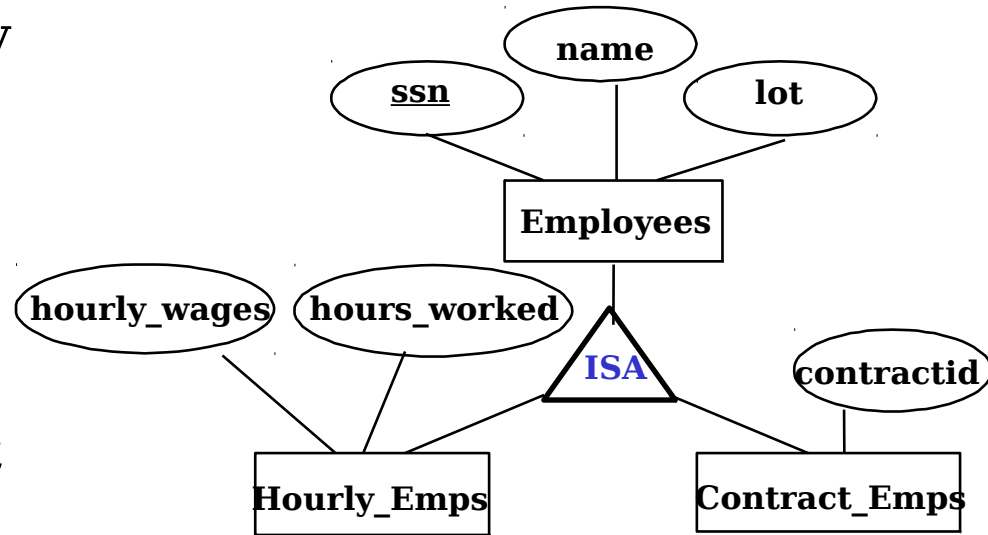 name
ssn
lot
Employees
hourly_wages
hours_worked
ISA
contractid
Hourly_Emps
Contract_Emps